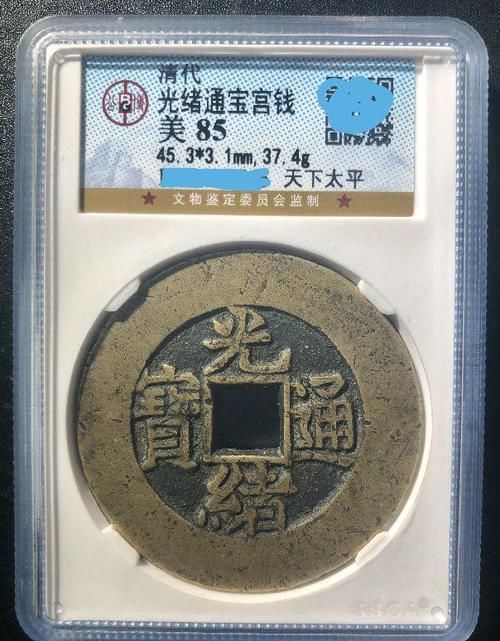 清代
光绪通宝宫钱
美 85
45.3*3.1mm,37.4g
天下太平
★ 文物鉴定委员会监制 ★
光
寶 通
緒